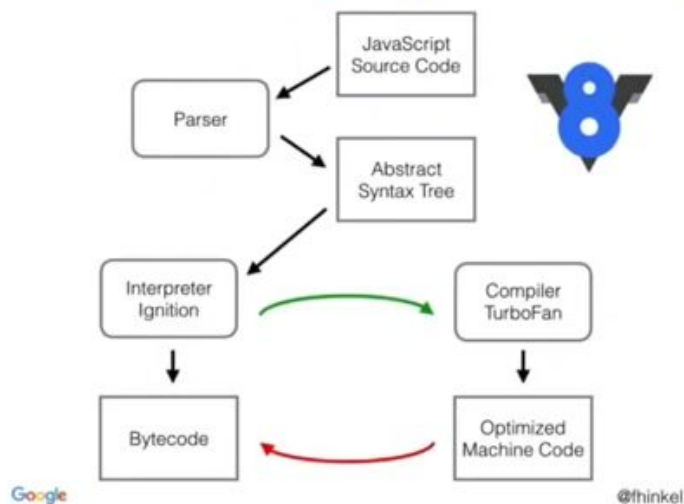 JavaScript
Source Code
Parser
Abstract
Syntax Tree
Interpreter
Ignition
Compiler
TurboFan
Bytecode
Optimized
Machine Code
Google
@fhinkel